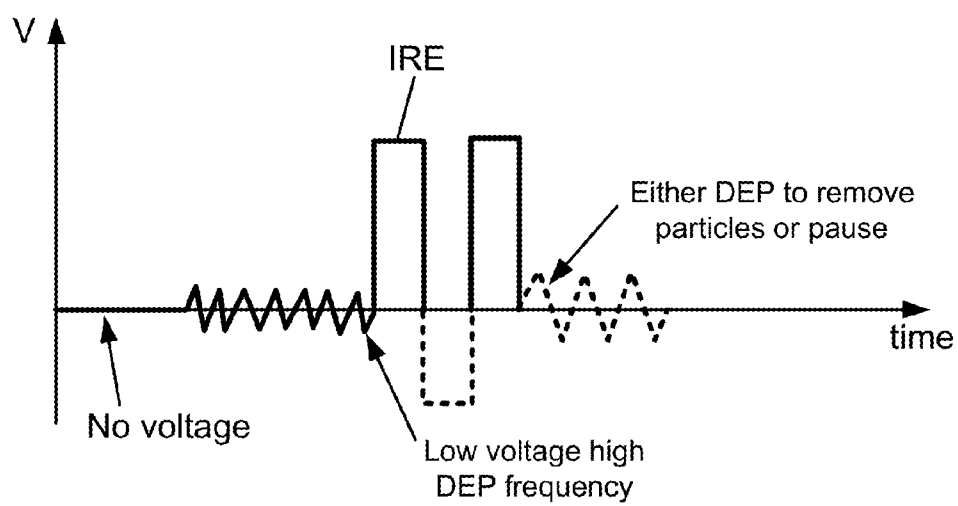 V
IRE
Either DEP to remove
particles or pause
time
No voltage
Low voltage high
DEP frequency